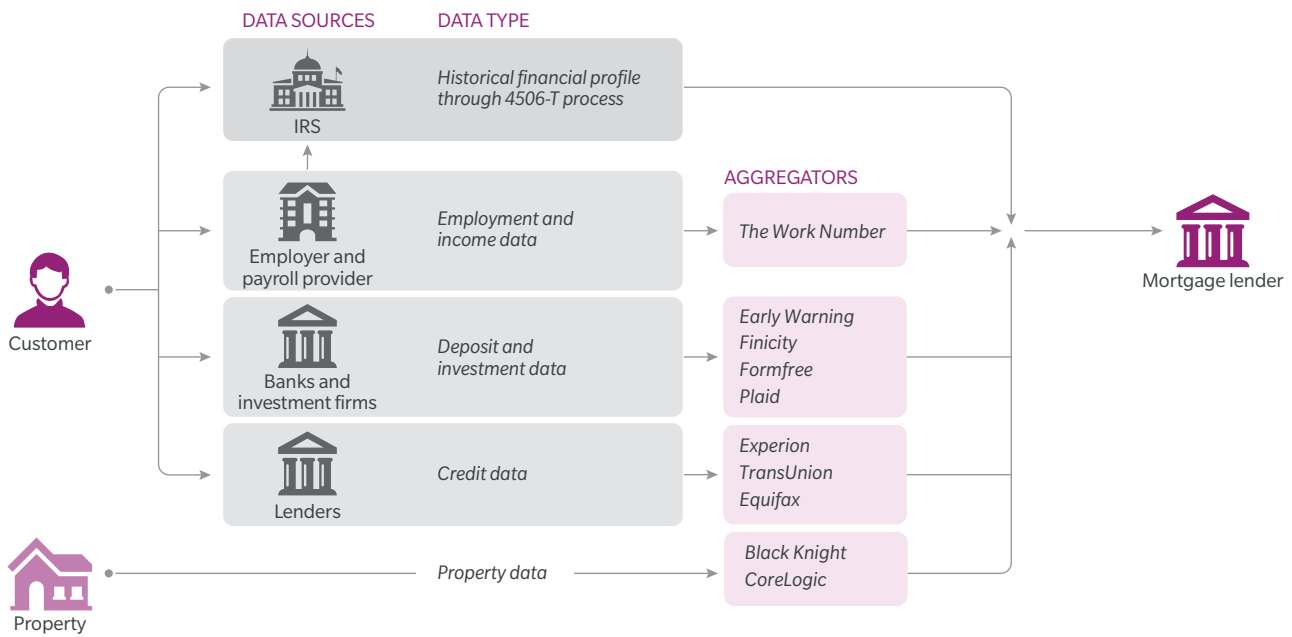 DATA SOURCES
DATA TYPE
Historical financial profile
through 4506-T process
IRS
AGGREGATORS
Employment and
income data
The Work Number
Employer and
payroll provider
Mortgage lender
Customer
Deposit and
investment data
Early Warning
Finicity
Formfree
Plaid
Banks and
investment firms
Credit data
Experion
TransUnion
Equifax
Lenders
Property data
Black Knight
CoreLogic
Property